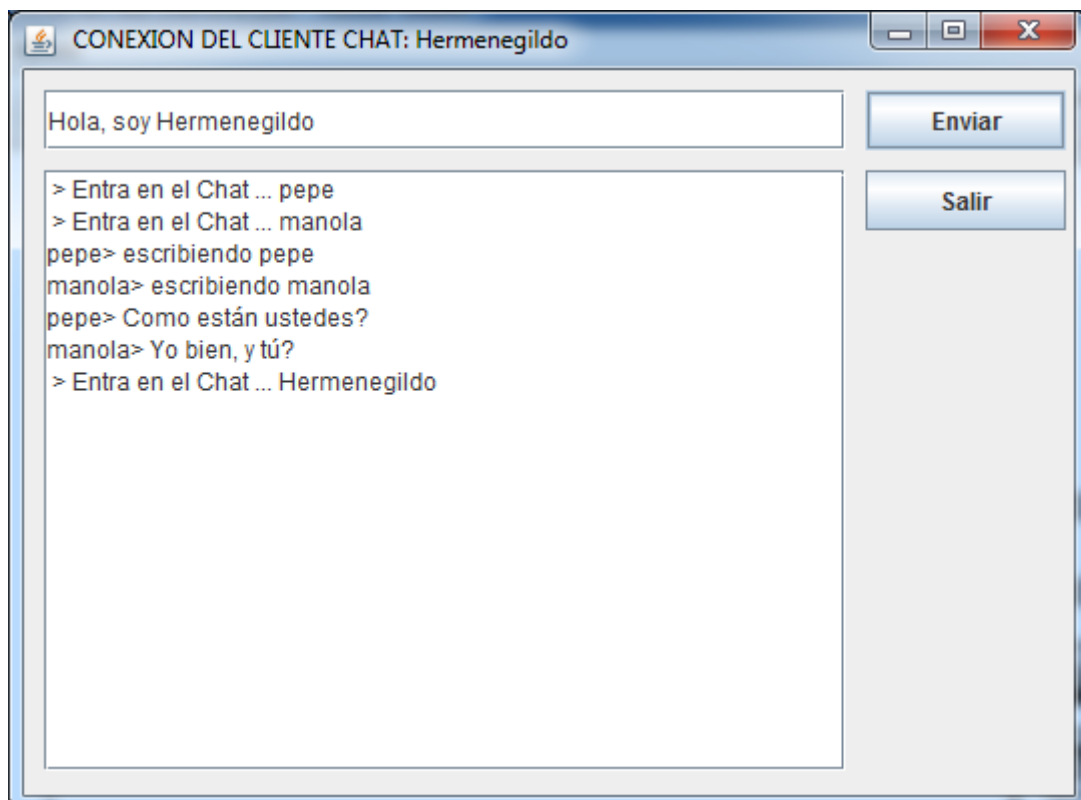 CONEXION DEL CLIENTE CHAT: Hermenegildo
Hola, soy Hermenegildo
Enviar
> Entra en el Chat ... pepe
> Entra en el Chat ... manola
pepe> escribiendo pepe
manola> escribiendo manola
pepe> Como están ustedes?
manola> Yo bien, y tú?
> Entra en el Chat ... Hermenegildo
Salir